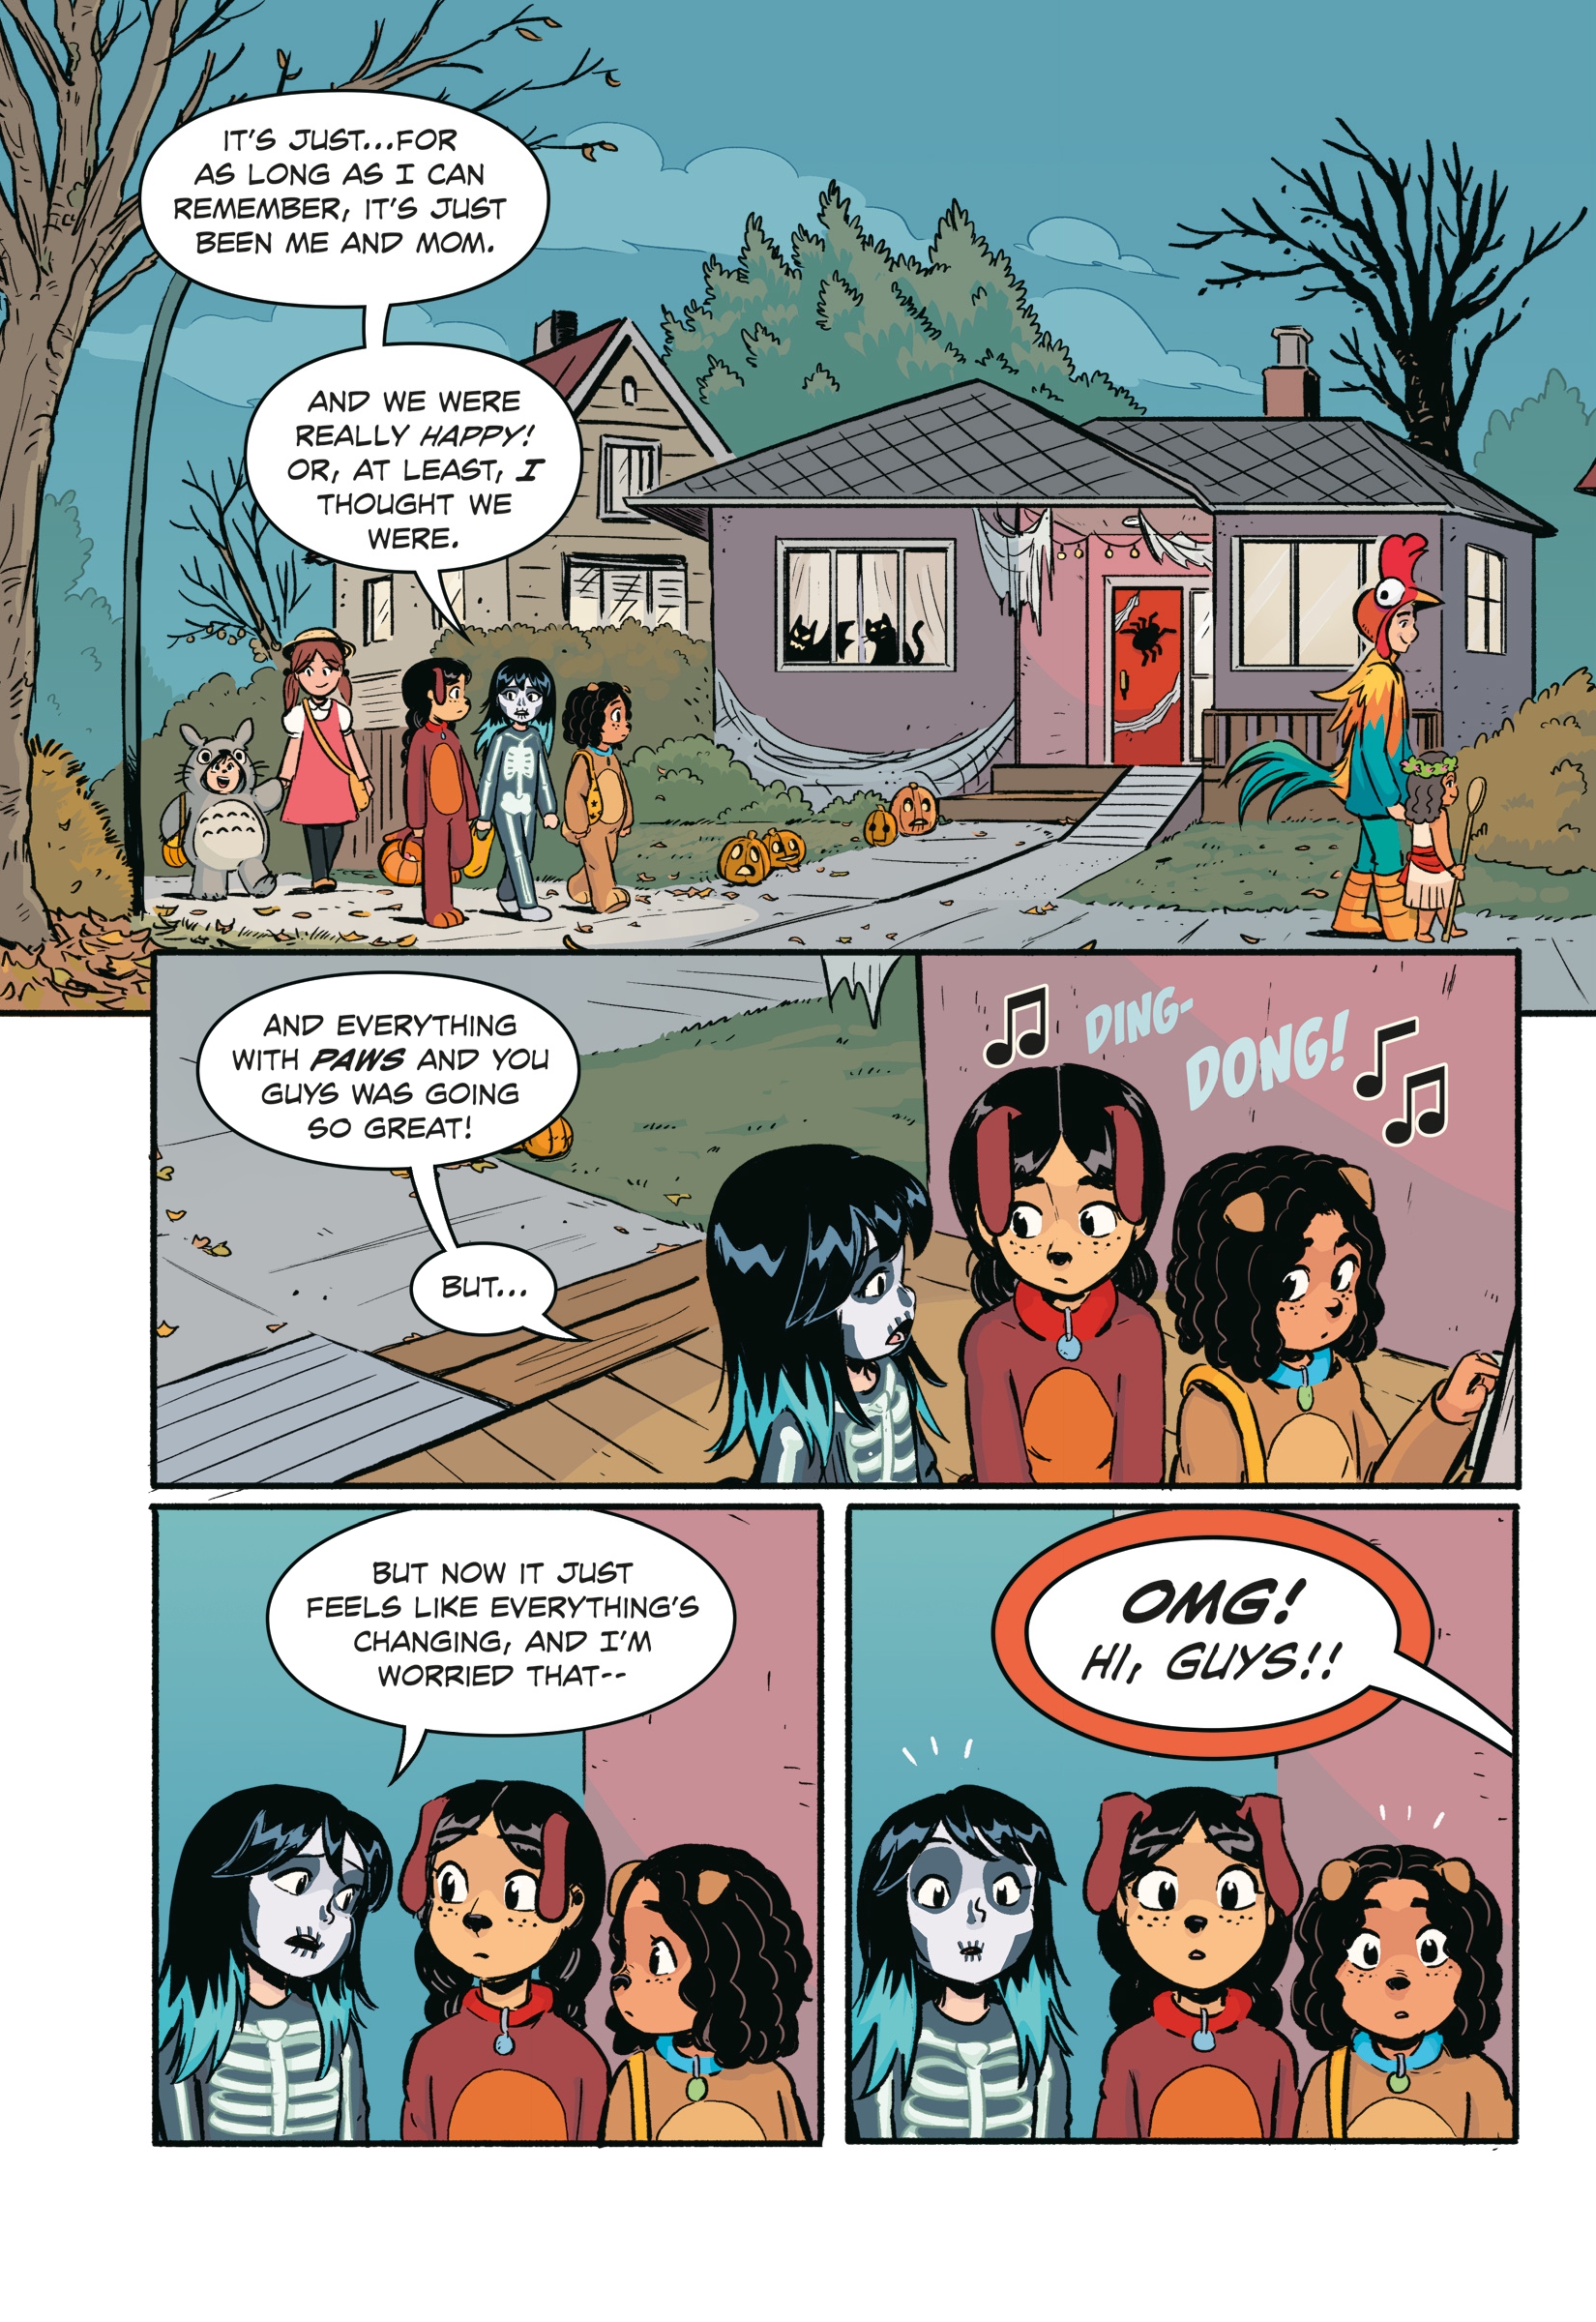 IT'S JUST...FOR
AS LONG AS I CAN
REMEMBER, IT'S JUST
BEEN ME AND MOM.
AND WE WERE
REALLY HAPPY!
OR, AT LEAST, I
THOUGHT WE
WERE.
AND EVERYTHING
WITH PAWS AND YOU
GUYS WAS GOING
SO GREAT!
BUT...
DING-
DONG!
BUT NOW IT JUST
FEELS LIKE EVERYTHING'S
CHANGING, AND I'M
WORRIED THAT--
OMG!
HI, GUYS!!